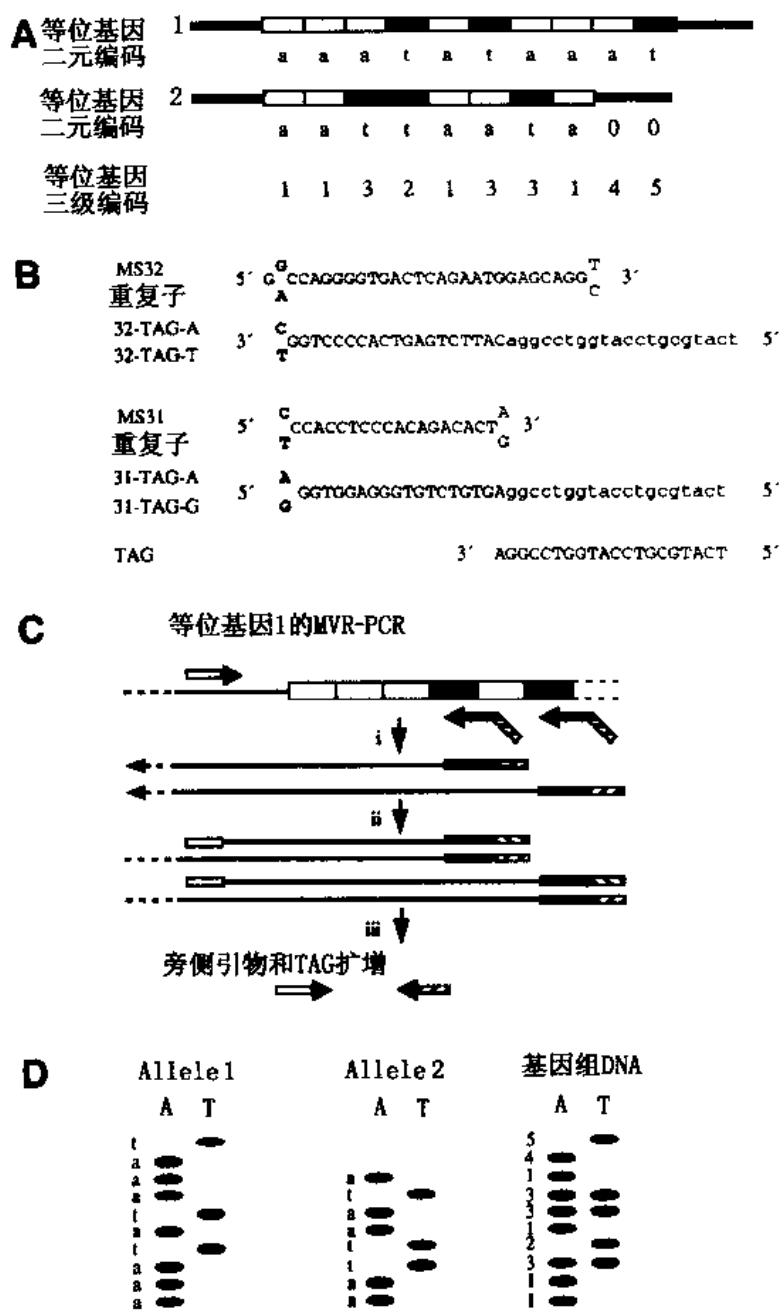 A 等位基因 1
二元编码 a a a t a t a a a t
等位基因 2
二元编码 a a t t a a t a 0 0
等位基因
三级编码 1 1 3 2 1 3 3 1 4 5
B MS32 重复子 5´ G G/A CCAGGGGTGACTCAGAATGGAGCAGG T/C 3´
32-TAG-A
32-TAG-T 3´ C/T GGTCCCCACTGAGTCTTACaggcctggtacctgcgtact 5´
MS31 重复子 5´ C/T CCACCTCCCACAGACACT A/G 3´
31-TAG-A
31-TAG-G 5´ A/G GGTGGAGGGTGTCTGTGAggcctggtacctgcgtact 5´
TAG 3´ AGGCCTGGTACCTGCGTACT 5´
C 等位基因1的MVR-PCR
i
ii
iii
旁侧引物和TAG扩增
D Allele1 Allele2 基因组DNA
A T A T A T
t 5
a 4
a a 1
a t 3
t a 3
a a 1
t t 2
a t 3
a a 1
a a 1